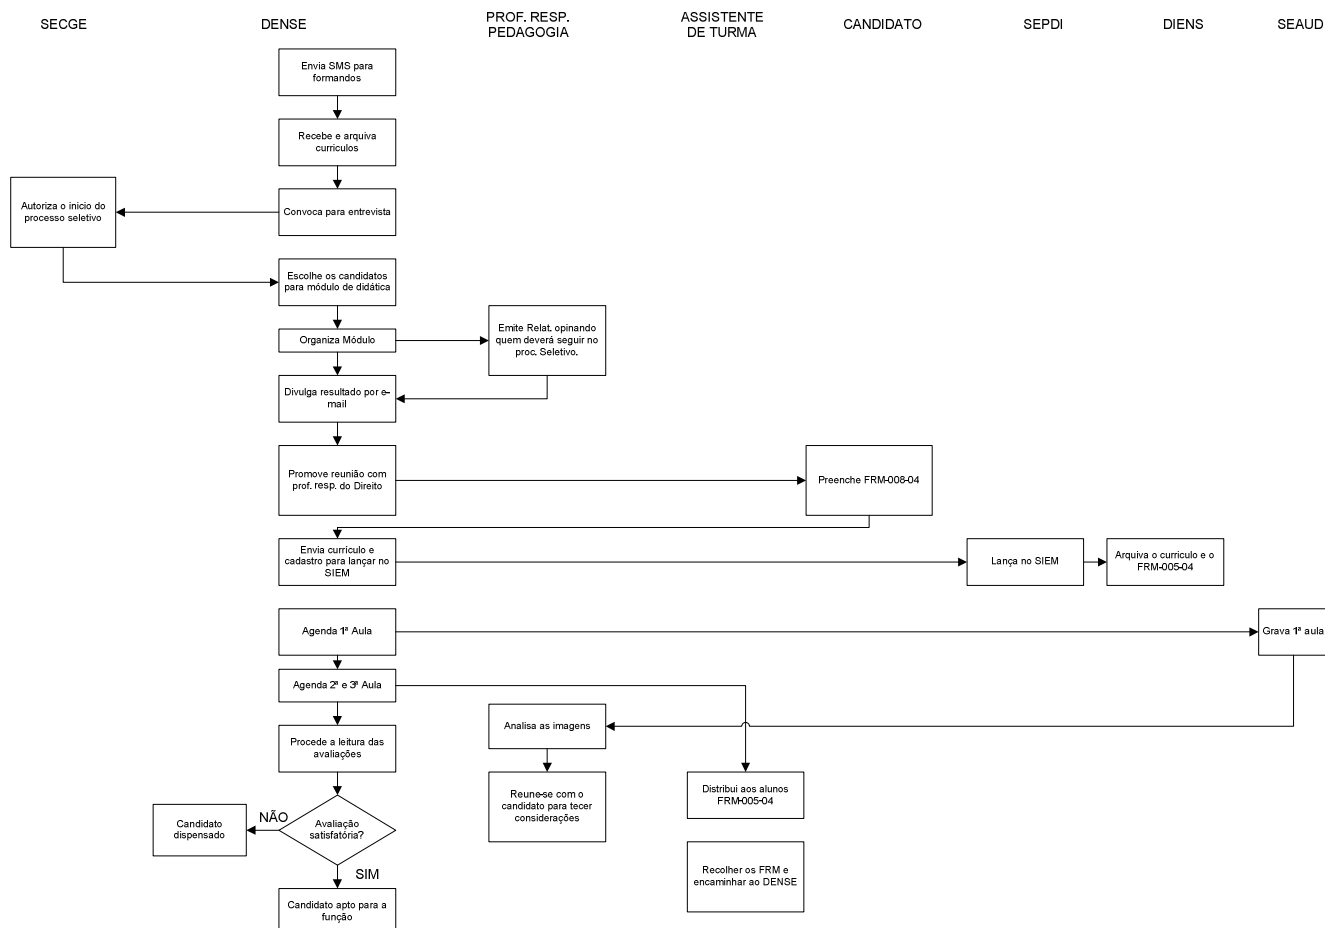 SECGE
DENSE
PROF. RESP.
PEDAGOGIA
ASSISTENTE
DE TURMA
CANDIDATO
SEPDI
DIENS
SEAUD
Envia SMS para
formandos
Recebe e arquiva
curriculos
Autoriza o inicio do
processo seletivo
Convoca para entrevista
Escolhe os candidatos
para módulo de didática
Organiza Módulo
Emite Relat. opinando
quem deverá seguir no
proc. Seletivo.
Divulga resultado por e-
mail
Promove reunião com
prof. resp. do Direito
Preenche FRM-008-04
Envia currículo e
cadastro para lançar no
SIEM
Lança no SIEM
Arquiva o curriculo e o
FRM-005-04
Agenda 1ª Aula
Grava 1ª aula
Agenda 2ª e 3ª Aula
Analisa as imagens
Procede a leitura das
avaliações
Reune-se com o
candidato para tecer
considerações
Distribui aos alunos
FRM-005-04
Candidato
dispensado
NÃO
Avaliação
satisfatória?
SIM
Recolher os FRM e
encaminhar ao DENSE
Candidato apto para a
função